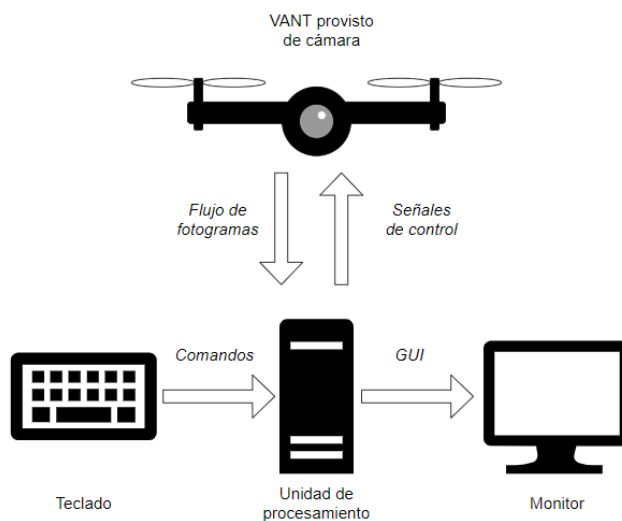 VANT provisto
de cámara
Flujo de
fotogramas
Señales
de control
Comandos
GUI
Teclado
Unidad de
procesamiento
Monitor